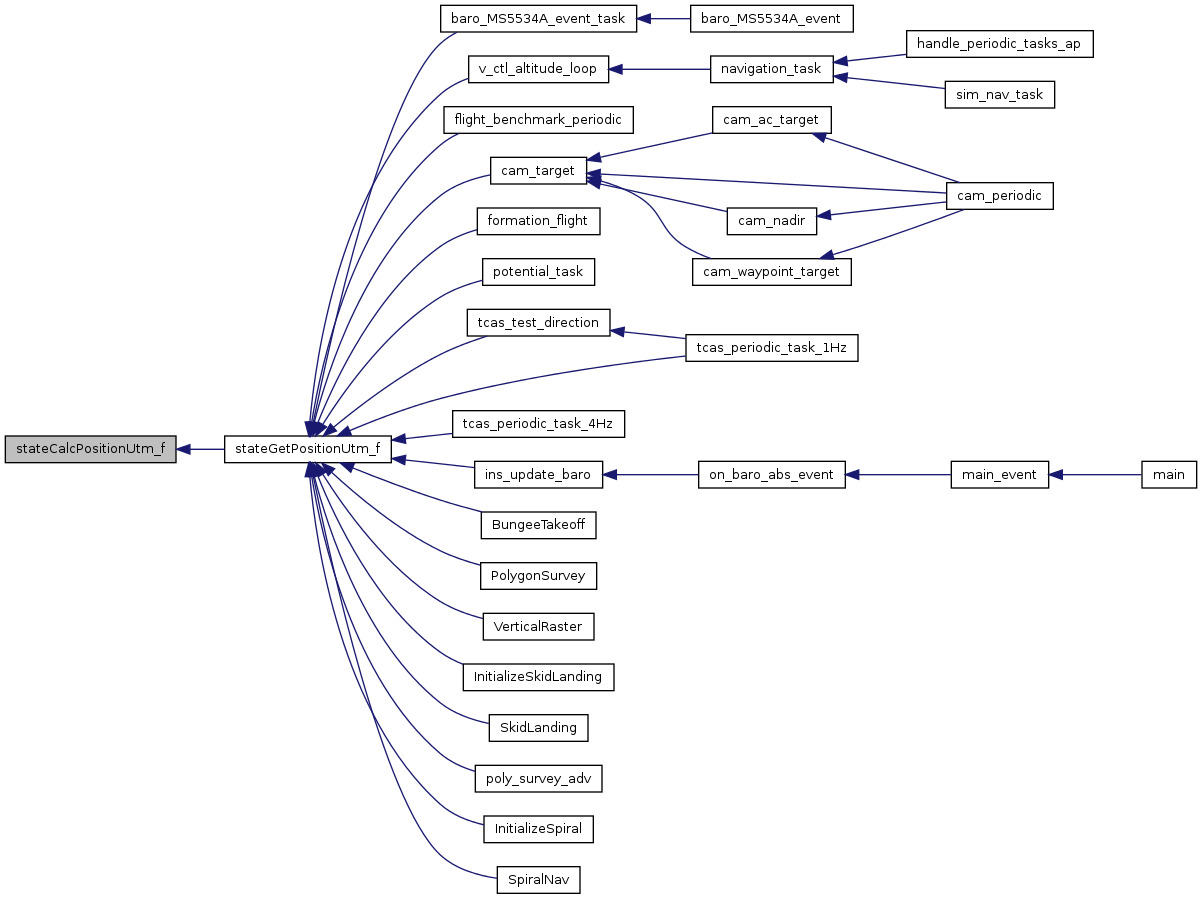 baro_MS5534A_event_task
baro_MS5534A_event
handle_periodic_tasks_ap
v_ctl_altitude_loop
navigation_task
sim_nav_task
flight_benchmark_periodic
cam_ac_target
cam_target
cam_periodic
formation_flight
cam_nadir
potential_task
cam_waypoint_target
tcas_test_direction
tcas_periodic_task_1Hz
tcas_periodic_task_4Hz
stateCalcPositionUtm_f
stateGetPositionUtm_f
ins_update_baro
on_baro_abs_event
main_event
main
BungeeTakeoff
PolygonSurvey
VerticalRaster
InitializeSkidLanding
SkidLanding
poly_survey_adv
InitializeSpiral
SpiralNav